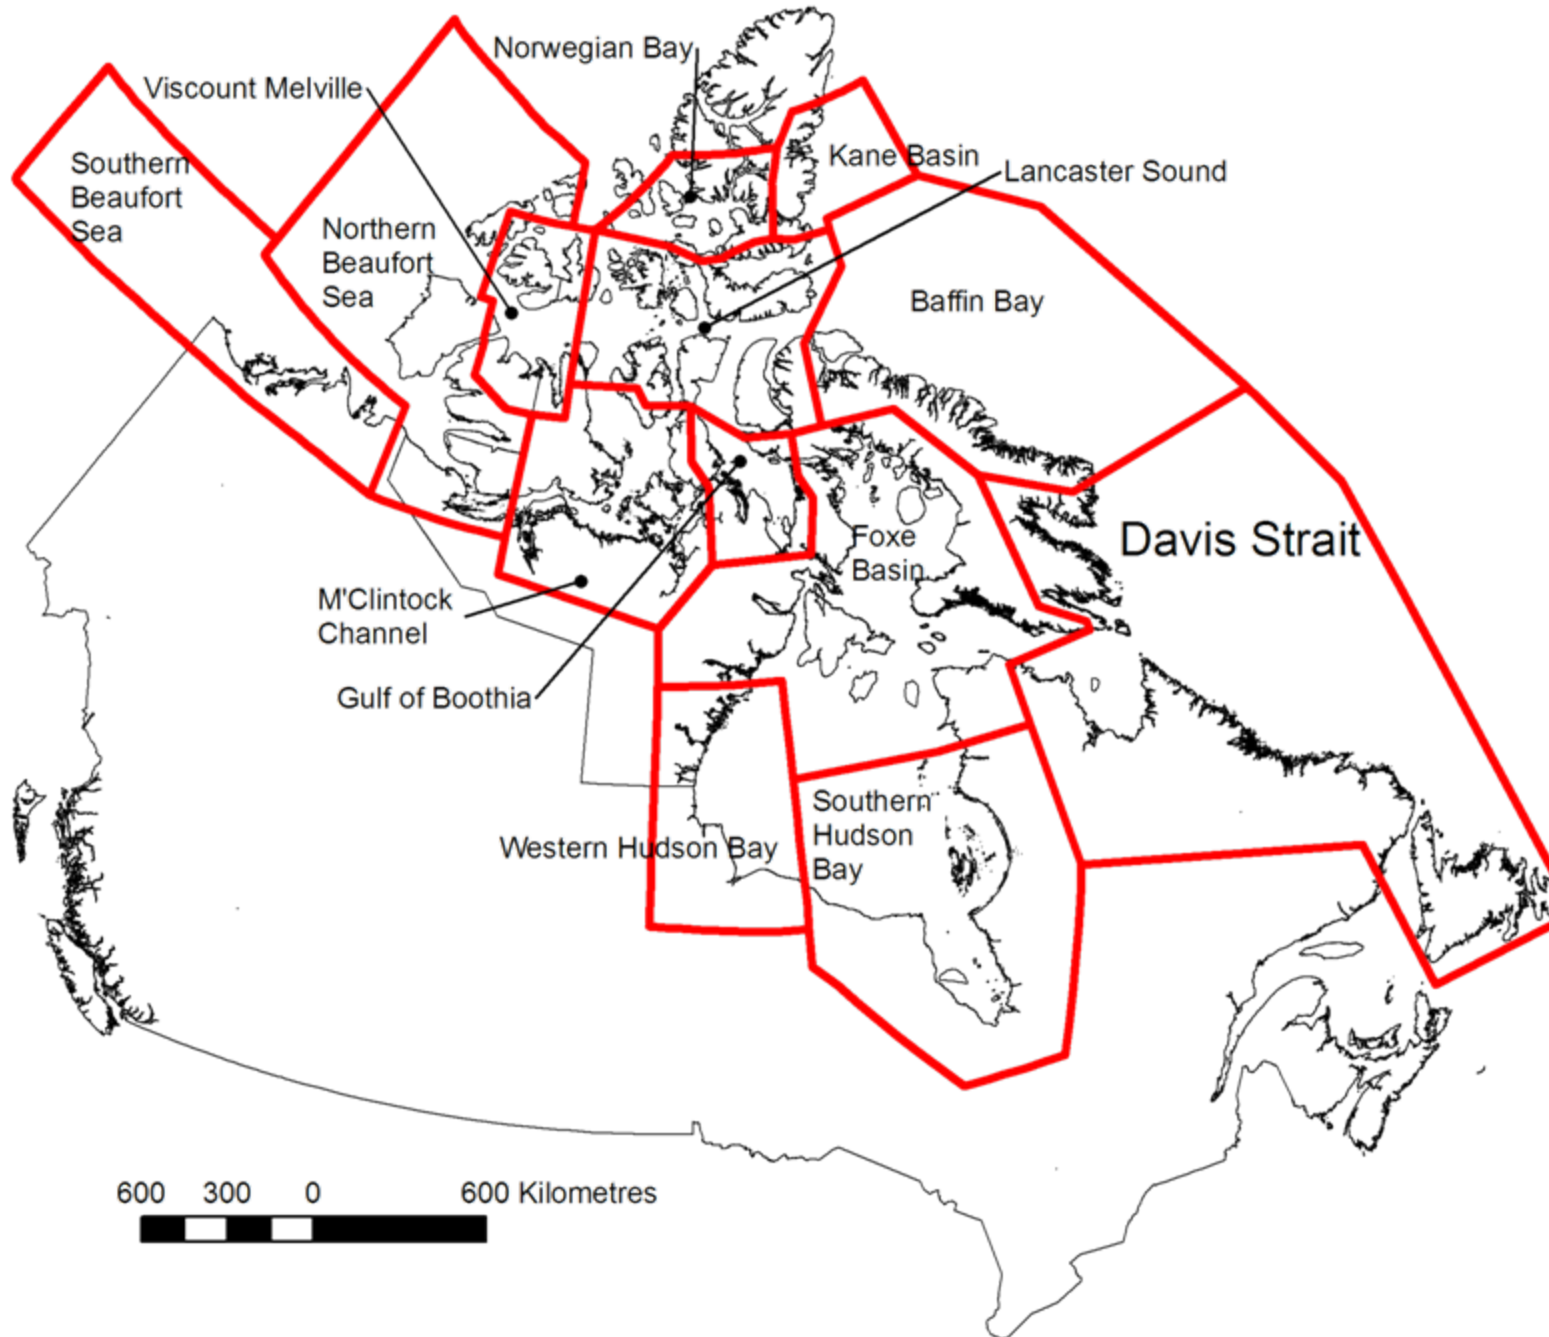 Norwegian Bay
Viscount Melville
Kane Basin
Lancaster Sound
Southern
Beaufort
Sea
Northern
Beaufort
Sea
Baffin Bay
Davis Strait
Foxe
Basin
M'Clintock
Channel
Gulf of Boothia
Southern
Hudson
Bay
Western Hudson Bay
600 300 0 600 Kilometres